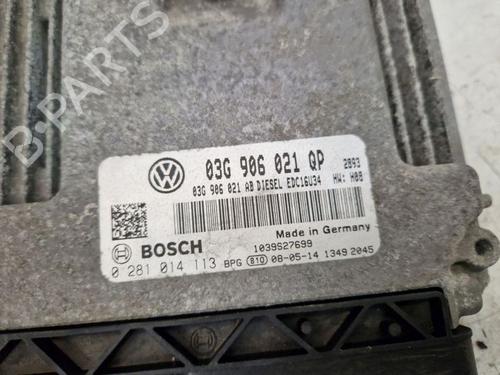 B-PARTS
03G 906 021 QP 2893
03G 906 021 AB DIESEL EDC16U34 HW: H08
Made in Germany
BOSCH 1039S27699
0 281 014 113 BPG 810 08-05-14 1349 2045